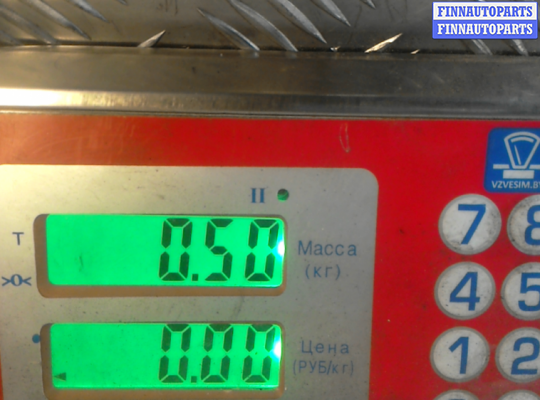 FINNAUTOPARTS
FINNAUTOPARTS
VZVESIM.BY
II
7 8
T
0.50
Масса
(кг)
>0<
4 5
0.00
Цена
(РУБ/кг)
1 2